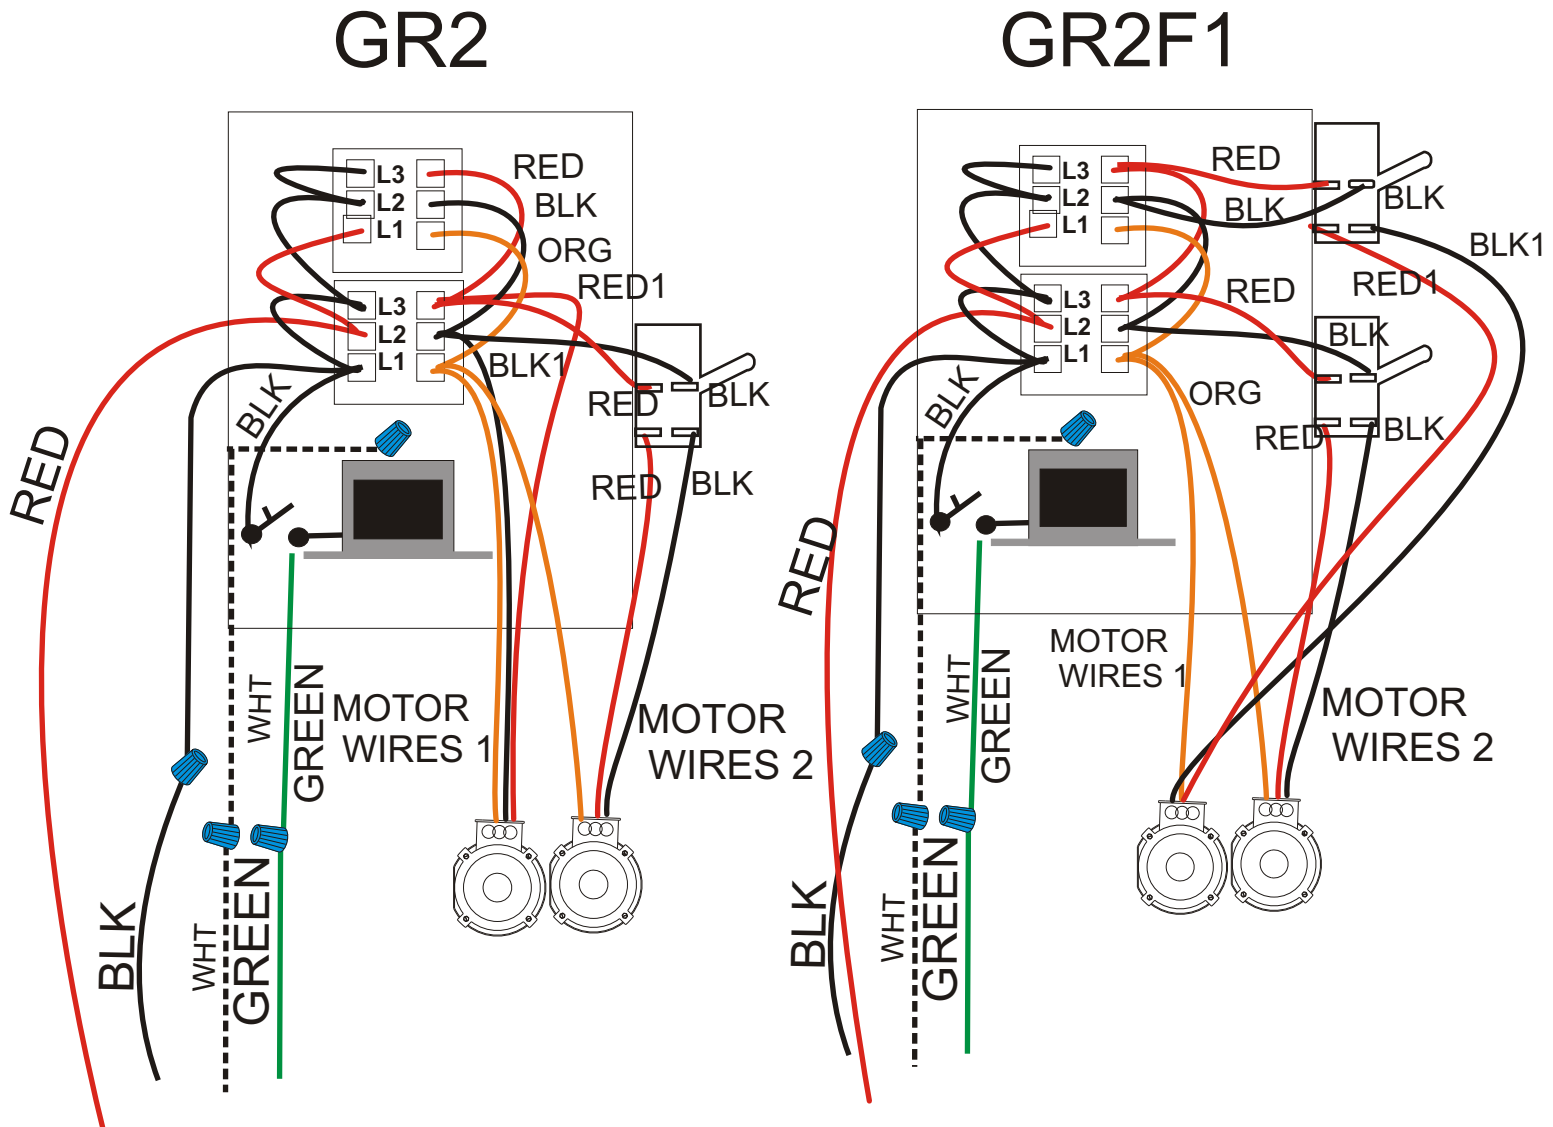 GR2
L3
L2
L1
RED
BLK
ORG
RED1
L3
L2
L1
BLK1
RED
BLK
BLK
RED
RED
BLK
WHT
GREEN
MOTOR
WIRES 1
MOTOR
WIRES 2
BLK
WHT
GREEN
GR2F1
L3
L2
L1
RED
BLK
BLK
BLK1
RED1
L3
L2
L1
RED
BLK
ORG
BLK
RED
BLK
RED
MOTOR
WIRES 1
WHT
GREEN
MOTOR
WIRES 2
BLK
WHT
GREEN